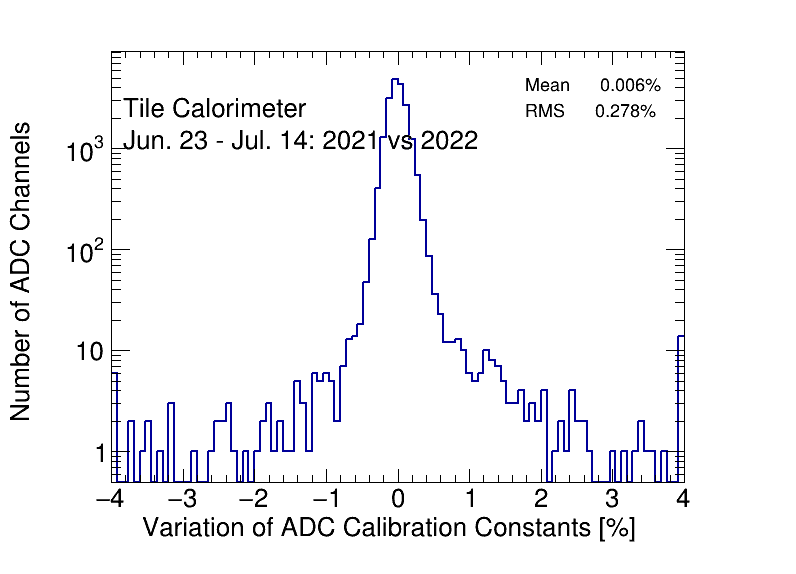 Tile Calorimeter
Jun. 23 - Jul. 14: 2021 vs 2022
Mean 0.006%
RMS 0.278%
Number of ADC Channels
10³
10²
10
1
−4 −3 −2 −1 0 1 2 3 4
Variation of ADC Calibration Constants [%]